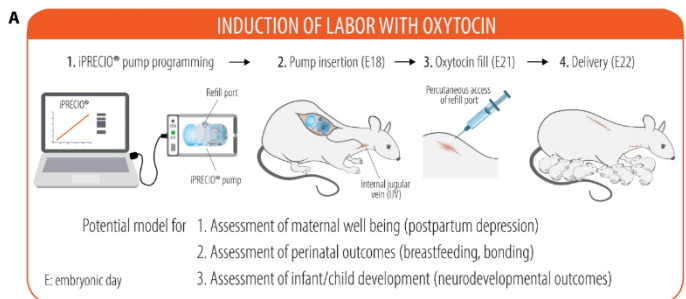 A
INDUCTION OF LABOR WITH OXYTOCIN
1. iPRECIO® pump programming → 2. Pump insertion (E18) → 3. Oxytocin fill (E21) → 4. Delivery (E22)
iPRECIO®
Refill port
iPRECIO® pump
Internal jugular
vein (IJV)
Percutaneous access
of refill port
Potential model for 1. Assessment of maternal well being (postpartum depression)
2. Assessment of perinatal outcomes (breastfeeding, bonding)
E: embryonic day 3. Assessment of infant/child development (neurodevelopmental outcomes)